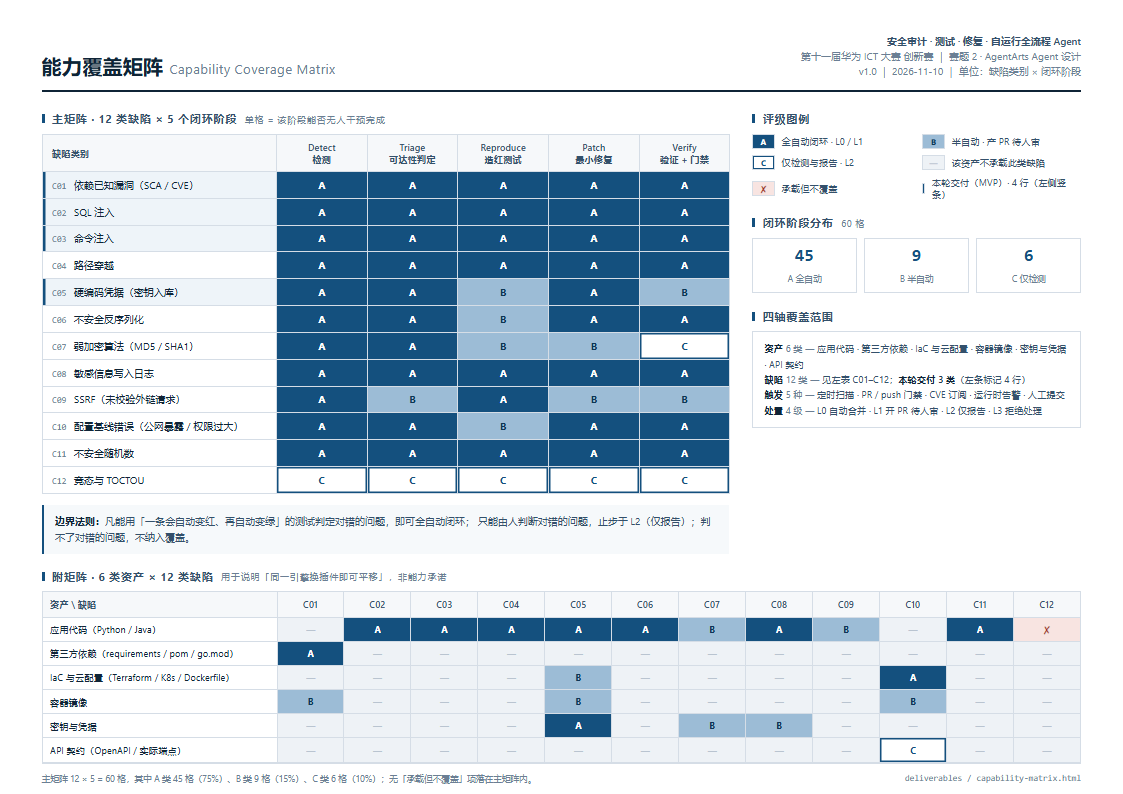 安全审计 · 测试 · 修复 · 自运行全流程 Agent
能力覆盖矩阵 Capability Coverage Matrix
第十一届华为 ICT 大赛 创新赛 | 赛题 2 · AgentArts Agent 设计
v1.0 | 2026-11-10 | 单位：缺陷类别 × 闭环阶段
主矩阵 · 12 类缺陷 × 5 个闭环阶段 单格 = 该阶段能否无人干预完成
缺陷类别 Detect 检测 Triage 可达性判定 Reproduce 造红测试 Patch 最小修复 Verify 验证 + 门禁
C01 依赖已知漏洞（SCA / CVE） A A A A A
C02 SQL 注入 A A A A A
C03 命令注入 A A A A A
C04 路径穿越 A A A A A
C05 硬编码凭据（密钥入库） A A B A B
C06 不安全反序列化 A A B A A
C07 弱加密算法（MD5 / SHA1） A A B B C
C08 敏感信息写入日志 A A A A A
C09 SSRF（未校验外链请求） A B A B B
C10 配置基线错误（公网暴露 / 权限过大） A A B A A
C11 不安全随机数 A A A A A
C12 竞态与 TOCTOU C C C C C
边界法则：凡能用「一条会自动变红、再自动变绿」的测试判定对错的问题，即可全自动闭环； 只能由人判断对错的问题，止步于 L2（仅报告）；判
不了对错的问题，不纳入覆盖。
评级图例
A 全自动闭环 · L0 / L1 B 半自动 · 产 PR 待人审
C 仅检测与报告 · L2 — 该资产不承载此类缺陷
✗ 承载但不覆盖 本轮交付（MVP）· 4 行（左侧竖
条）
闭环阶段分布 60 格
45 9 6
A 全自动 B 半自动 C 仅检测
四轴覆盖范围
资产 6 类 — 应用代码 · 第三方依赖 · IaC 与云配置 · 容器镜像 · 密钥与凭据
· API 契约
缺陷 12 类 — 见左表 C01–C12；本轮交付 3 类（左条标记 4 行）
触发 5 种 — 定时扫描 · PR / push 门禁 · CVE 订阅 · 运行时告警 · 人工提交
处置 4 级 — L0 自动合并 · L1 开 PR 待人审 · L2 仅报告 · L3 拒绝处理
附矩阵 · 6 类资产 × 12 类缺陷 用于说明「同一引擎换插件即可平移」，非能力承诺
资产 \ 缺陷 C01 C02 C03 C04 C05 C06 C07 C08 C09 C10 C11 C12
应用代码（Python / Java） — A A A A A B A B — A ✗
第三方依赖（requirements / pom / go.mod） A — — — — — — — — — — —
IaC 与云配置（Terraform / K8s / Dockerfile） — — — — B — — — — A — —
容器镜像 B — — — B — — — — B — —
密钥与凭据 — — — — A — B B — — — —
API 契约（OpenAPI / 实际端点） — — — — — — — — — C — —
主矩阵 12 × 5 = 60 格，其中 A 类 45 格（75%）、B 类 9 格（15%）、C 类 6 格（10%）；无「承载但不覆盖」项落在主矩阵内。
deliverables / capability-matrix.html